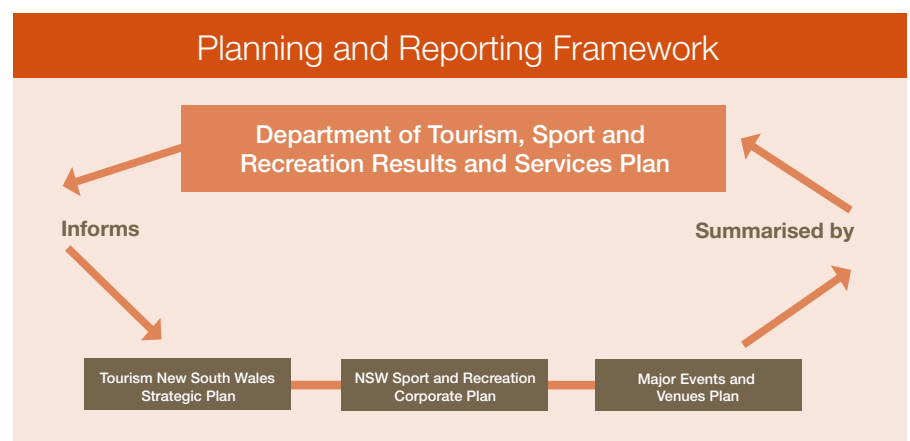 Planning and Reporting Framework
Department of Tourism, Sport and
Recreation Results and Services Plan
Informs
Summarised by
Tourism New South Wales
Strategic Plan
NSW Sport and Recreation
Corporate Plan
Major Events and
Venues Plan